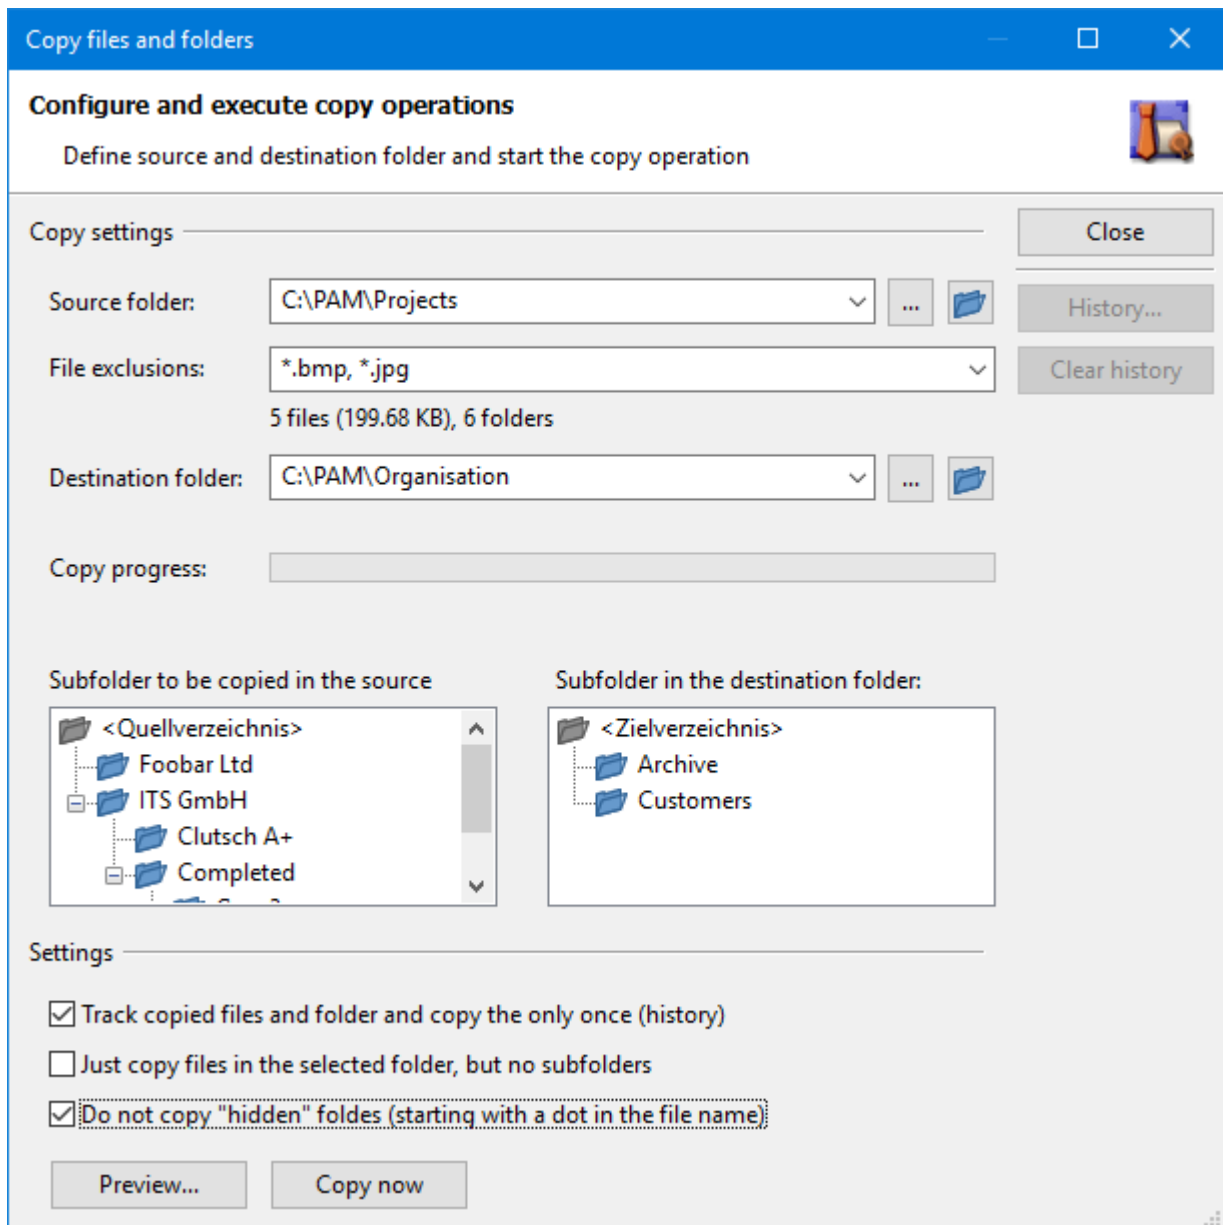 Copy files and folders
Configure and execute copy operations
Define source and destination folder and start the copy operation
Copy settings
Close
Source folder:
C:\PAM\Projects
...
History...
File exclusions:
*.bmp, *.jpg
Clear history
5 files (199.68 KB), 6 folders
Destination folder:
C:\PAM\Organisation
...
Copy progress:
Subfolder to be copied in the source
Subfolder in the destination folder:
<Quellverzeichnis>
Foobar Ltd
ITS GmbH
Clutsch A+
Completed
<Zielverzeichnis>
Archive
Customers
Settings
Track copied files and folder and copy the only once (history)
Just copy files in the selected folder, but no subfolders
Do not copy "hidden" foldes (starting with a dot in the file name)
Preview...
Copy now